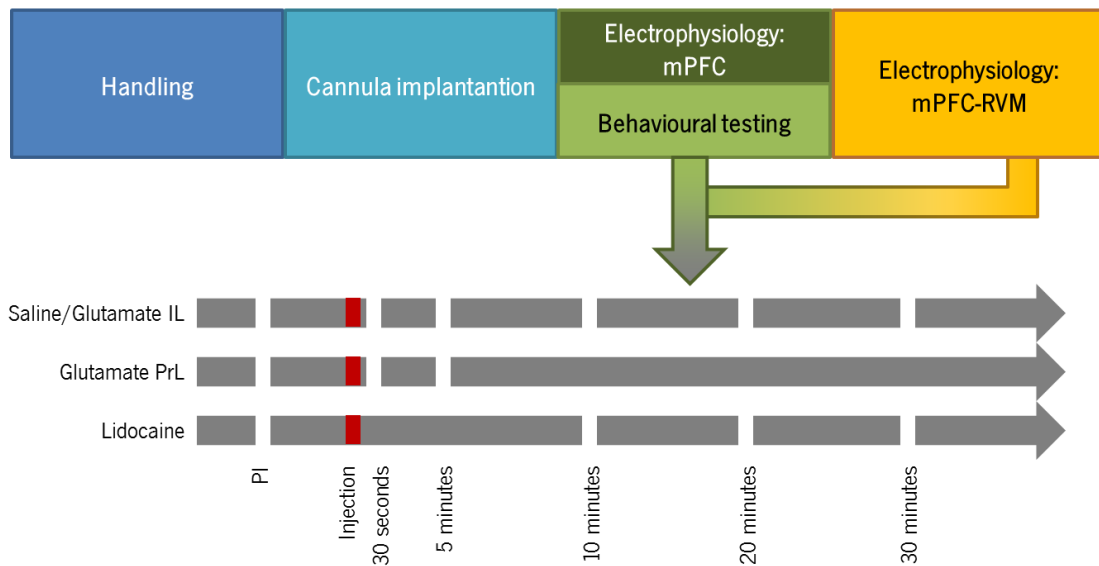 Handling
Cannula implantantion
Electrophysiology:
mPFC
Behavioural testing
Electrophysiology:
mPFC-RVM
Saline/Glutamate IL
Glutamate PrL
Lidocaine
PI
Injection
30 seconds
5 minutes
10 minutes
20 minutes
30 minutes